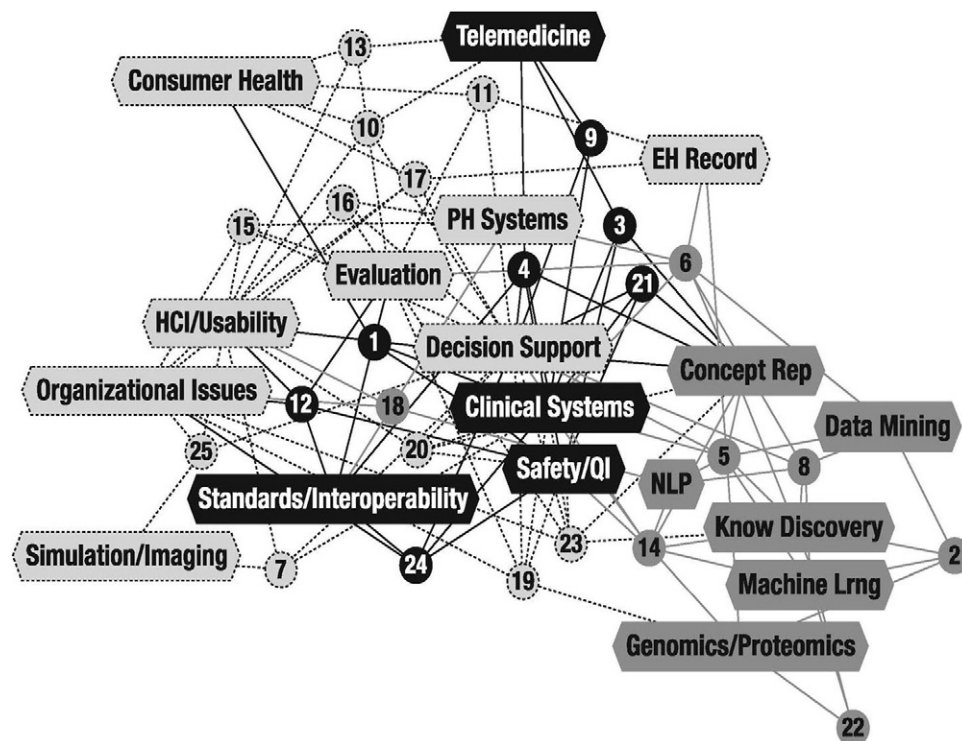 Telemedicine
13
Consumer Health
11
10
9
EH Record
17
16
PH Systems
15
3
6
Evaluation
4
21
HCI/Usability
1
Decision Support
Concept Rep
Organizational Issues
12
18
Clinical Systems
Data Mining
25
20
Safety/QI
5
8
NLP
Standards/Interoperability
Know Discovery
23
14
Simulation/Imaging
7
24
19
Machine Lrng
2
Genomics/Proteomics
22